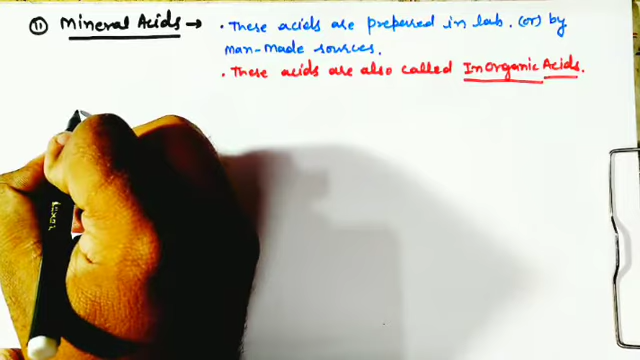 (ii) Mineral Acids → • These acids are prepared in lab. (or) by
man-made sources.
• These acids are also called InOrganic Acids.